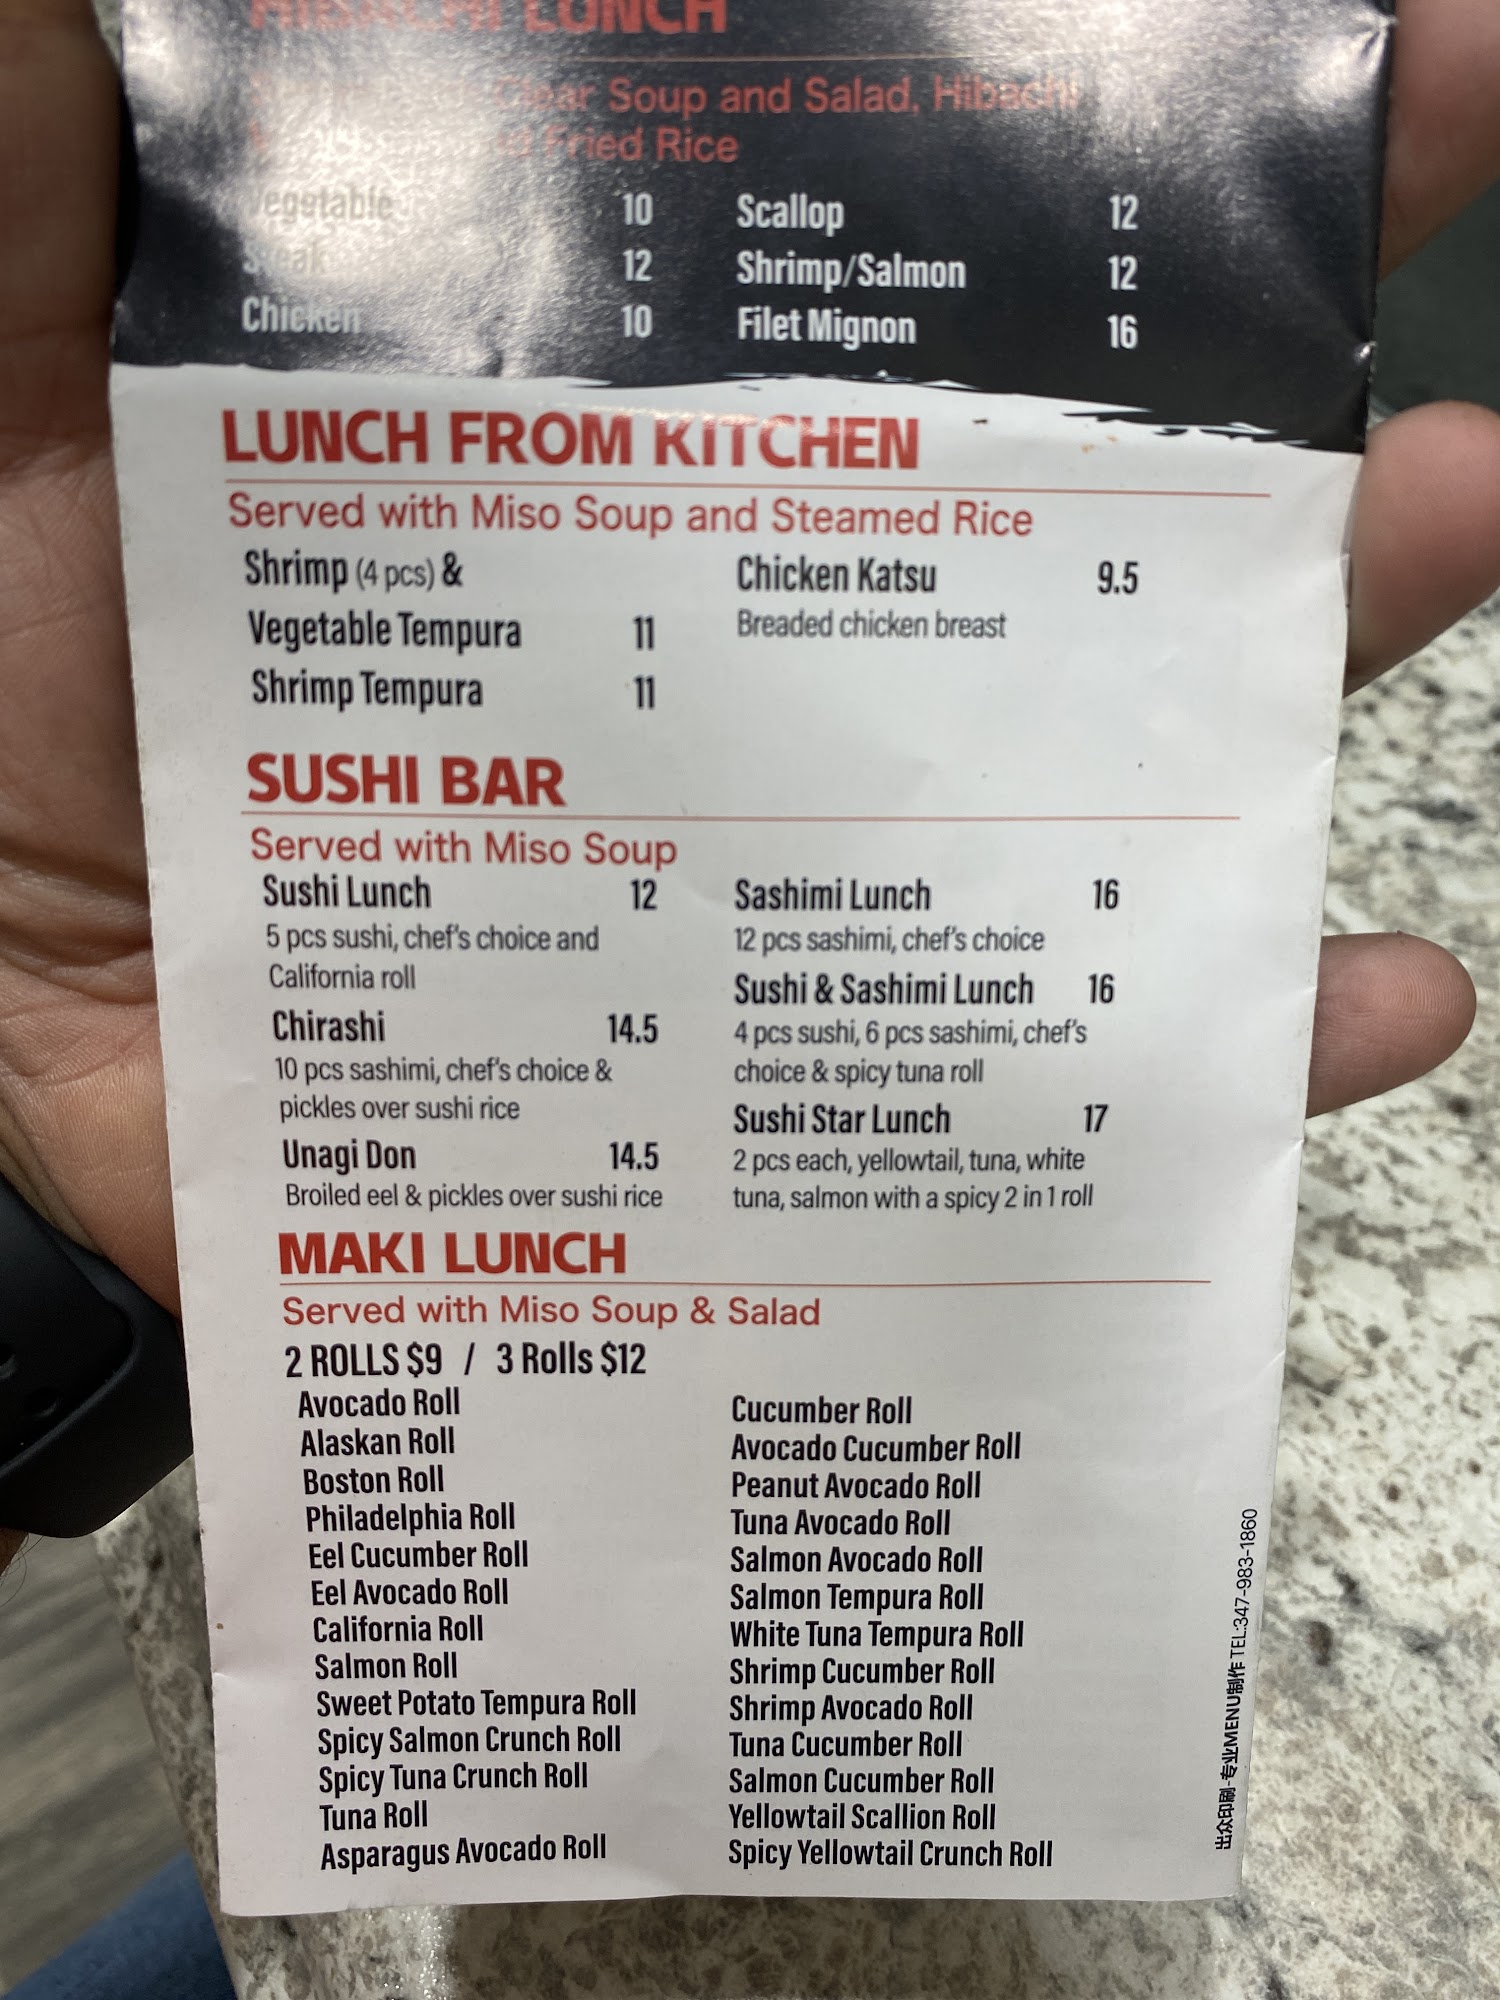 HIBACHI LUNCH
Clear Soup and Salad, Hibachi
Fried Rice
Vegetable 10
Steak 12
Chicken 10
Scallop 12
Shrimp/Salmon 12
Filet Mignon 16
LUNCH FROM KITCHEN
Served with Miso Soup and Steamed Rice
Shrimp (4 pcs) &
Vegetable Tempura 11
Shrimp Tempura 11
Chicken Katsu 9.5
Breaded chicken breast
SUSHI BAR
Served with Miso Soup
Sushi Lunch 12
5 pcs sushi, chef's choice and
California roll
Chirashi 14.5
10 pcs sashimi, chef's choice &
pickles over sushi rice
Unagi Don 14.5
Broiled eel & pickles over sushi rice
Sashimi Lunch 16
12 pcs sashimi, chef's choice
Sushi & Sashimi Lunch 16
4 pcs sushi, 6 pcs sashimi, chef's
choice & spicy tuna roll
Sushi Star Lunch 17
2 pcs each, yellowtail, tuna, white
tuna, salmon with a spicy 2 in 1 roll
MAKI LUNCH
Served with Miso Soup & Salad
2 ROLLS $9 / 3 Rolls $12
Avocado Roll
Alaskan Roll
Boston Roll
Philadelphia Roll
Eel Cucumber Roll
Eel Avocado Roll
California Roll
Salmon Roll
Sweet Potato Tempura Roll
Spicy Salmon Crunch Roll
Spicy Tuna Crunch Roll
Tuna Roll
Asparagus Avocado Roll
Cucumber Roll
Avocado Cucumber Roll
Peanut Avocado Roll
Tuna Avocado Roll
Salmon Avocado Roll
Salmon Tempura Roll
White Tuna Tempura Roll
Shrimp Cucumber Roll
Shrimp Avocado Roll
Tuna Cucumber Roll
Salmon Cucumber Roll
Yellowtail Scallion Roll
Spicy Yellowtail Crunch Roll
出众印刷-专业MENU制作 TEL:347-983-1860